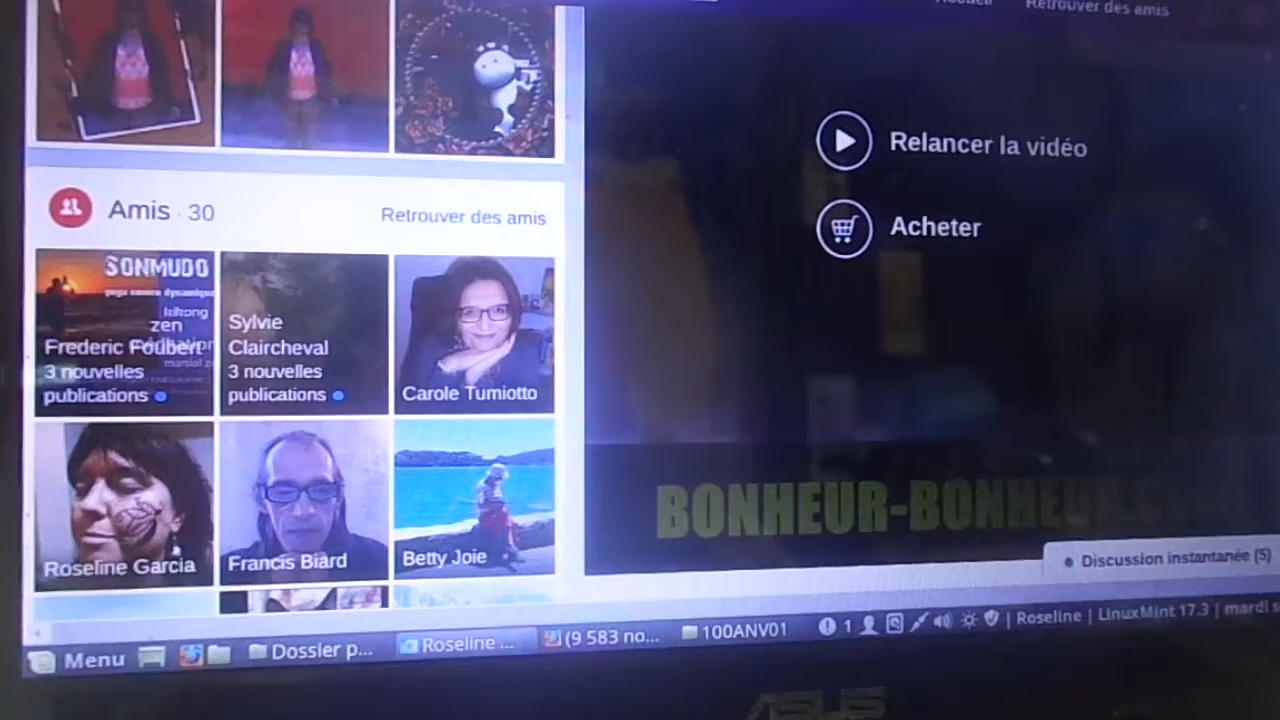 Accueil
Retrouver des amis
Relancer la vidéo
Acheter
Amis · 30
Retrouver des amis
SONMUDO
zen
Frederic Foubert
3 nouvelles
publications
Sylvie
Claircheval
3 nouvelles
publications
Carole Tumiotto
Roseline Garcia
Francis Biard
Betty Joie
BONHEUR-BONHEUR
Discussion instantanée (5)
Menu
Dossier p...
Roseline ...
(9 583 no...
100ANV01
1
| Roseline | LinuxMint 17.3 | mardi
ASUS